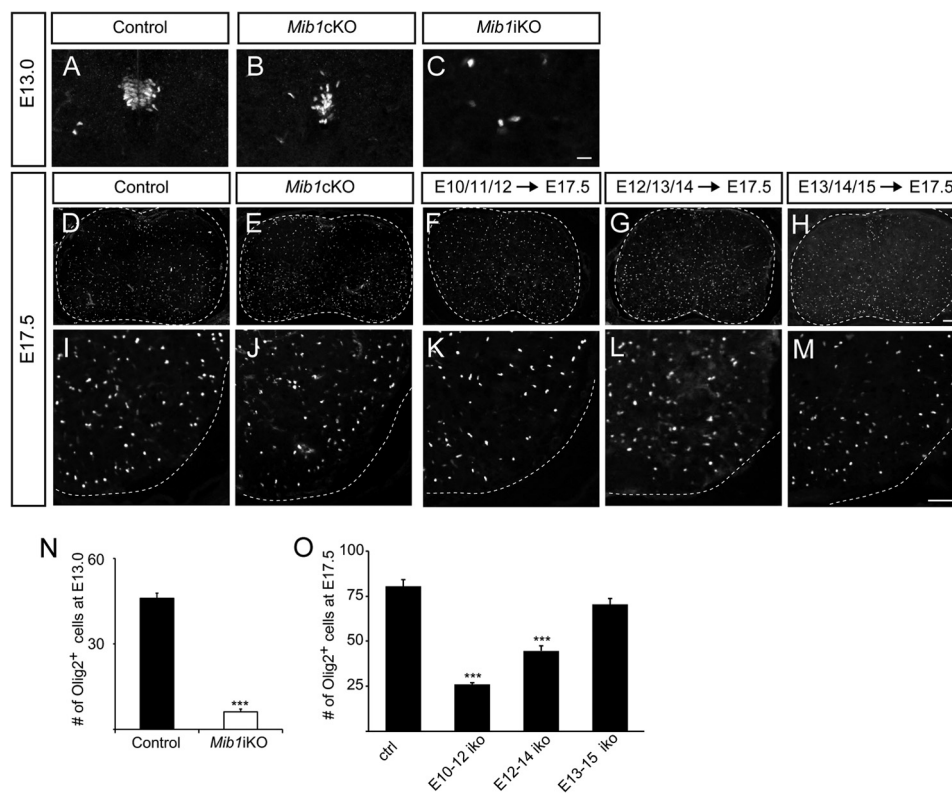 Control Mib1cKO Mib1iKO
E13.0
A B C
Control Mib1cKO E10/11/12 → E17.5 E12/13/14 → E17.5 E13/14/15 → E17.5
E17.5
D E F G H
I J K L M
N
# of Olig2+ cells at E13.0
60
30
***
Control Mib1iKO
O
# of Olig2+ cells at E17.5
100
75
50
25
*** ***
ctrl E10-12 iko E12-14 iko E13-15 iko